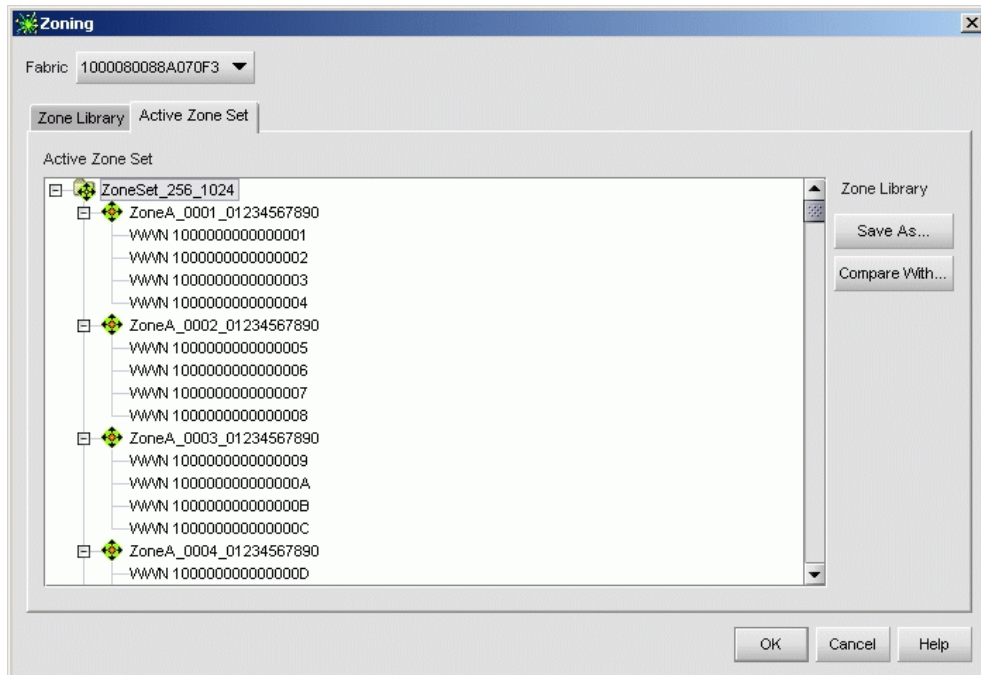 Zoning
Fabric 1000080088A070F3
Zone Library Active Zone Set
Active Zone Set
ZoneSet_256_1024
ZoneA_0001_01234567890
WWN 1000000000000001
WWN 1000000000000002
WWN 1000000000000003
WWN 1000000000000004
ZoneA_0002_01234567890
WWN 1000000000000005
WWN 1000000000000006
WWN 1000000000000007
WWN 1000000000000008
ZoneA_0003_01234567890
WWN 1000000000000009
WWN 100000000000000A
WWN 100000000000000B
WWN 100000000000000C
ZoneA_0004_01234567890
WWN 100000000000000D
Zone Library
Save As...
Compare With...
OK Cancel Help